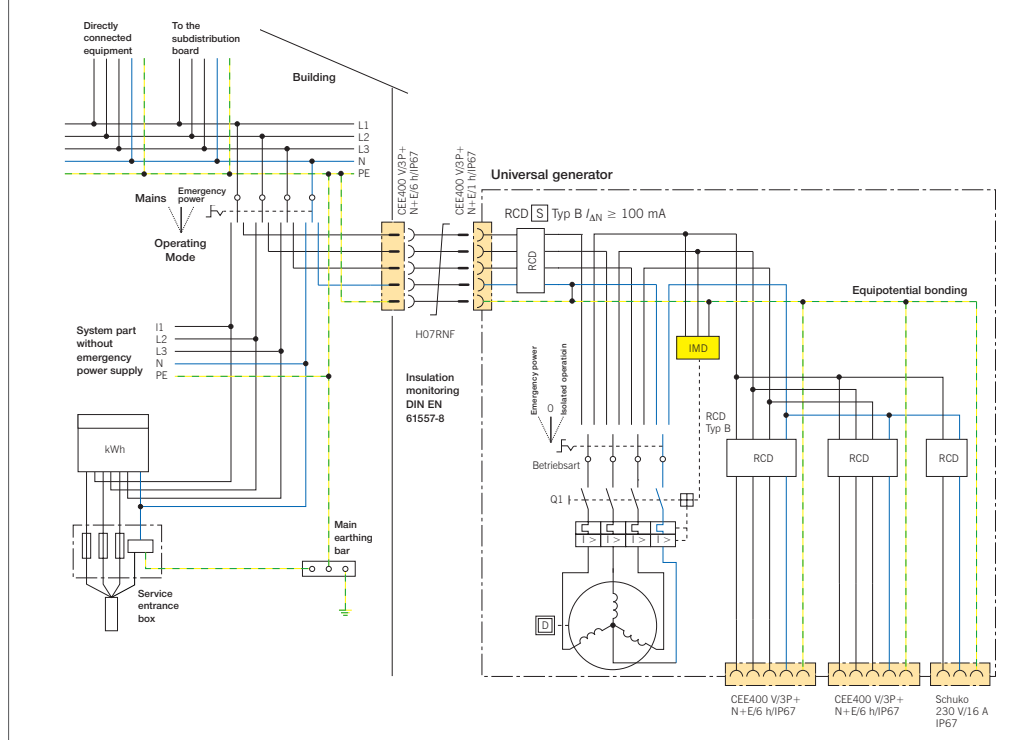 Directly
connected
equipment
To the
subdistribution
board
Building
L1
L2
L3
N
PE
Mains
Emergency
power
Operating
Mode
CEE400 V/3P+
N+E/6 h/IP67
CEE400 V/3P+
N+E/1 h/IP67
Universal generator
RCD S Typ B I∆N ≥ 100 mA
RCD
H07RNF
Equipotential bonding
IMD
System part
without
emergency
power supply
l1
L2
L3
N
PE
Insulation
monitoring
DIN EN
61557-8
Emergency power
0
Isolated operatioin
Betriebsart
RCD
Typ B
RCD
RCD
RCD
kWh
Q1
I >
I >
I >
I >
Main
earthing
bar
Service
entrance
box
D
CEE400 V/3P+
N+E/6 h/IP67
CEE400 V/3P+
N+E/6 h/IP67
Schuko
230 V/16 A
IP67